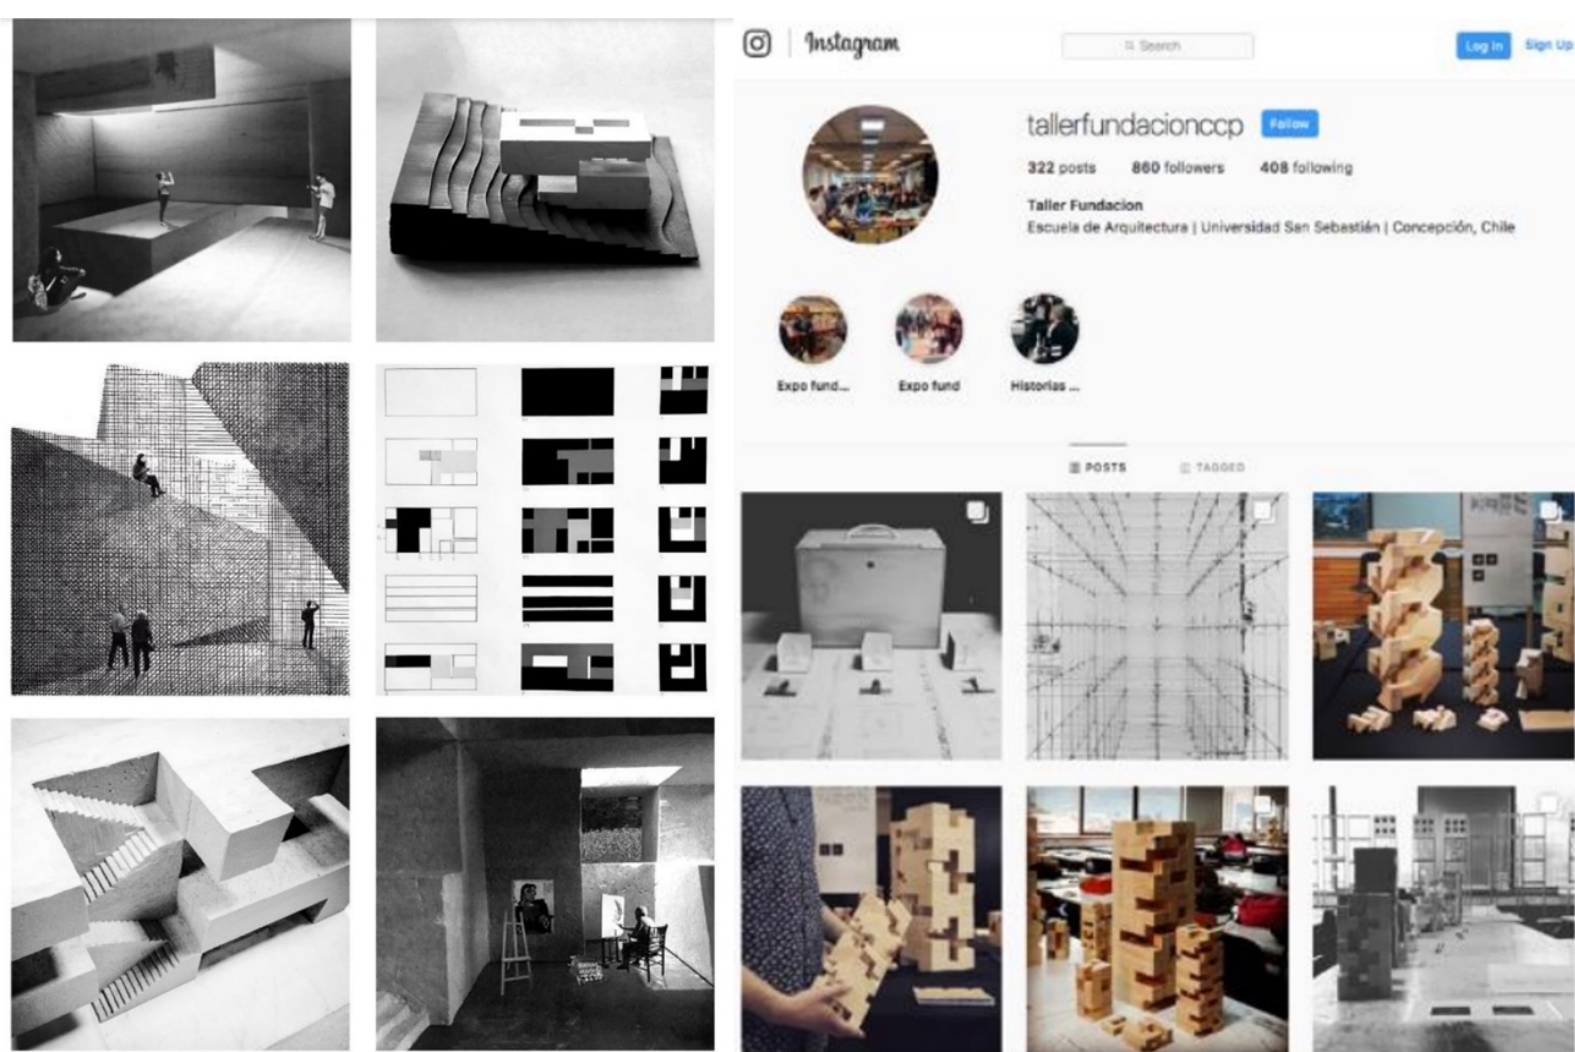 Instagram
Search
Log In
Sign Up
tallerfundacionccp
Follow
322 posts 860 followers 408 following
Taller Fundacion
Escuela de Arquitectura | Universidad San Sebastián | Concepción, Chile
Expo fund...
Expo fund
Historias ...
POSTS
TAGGED